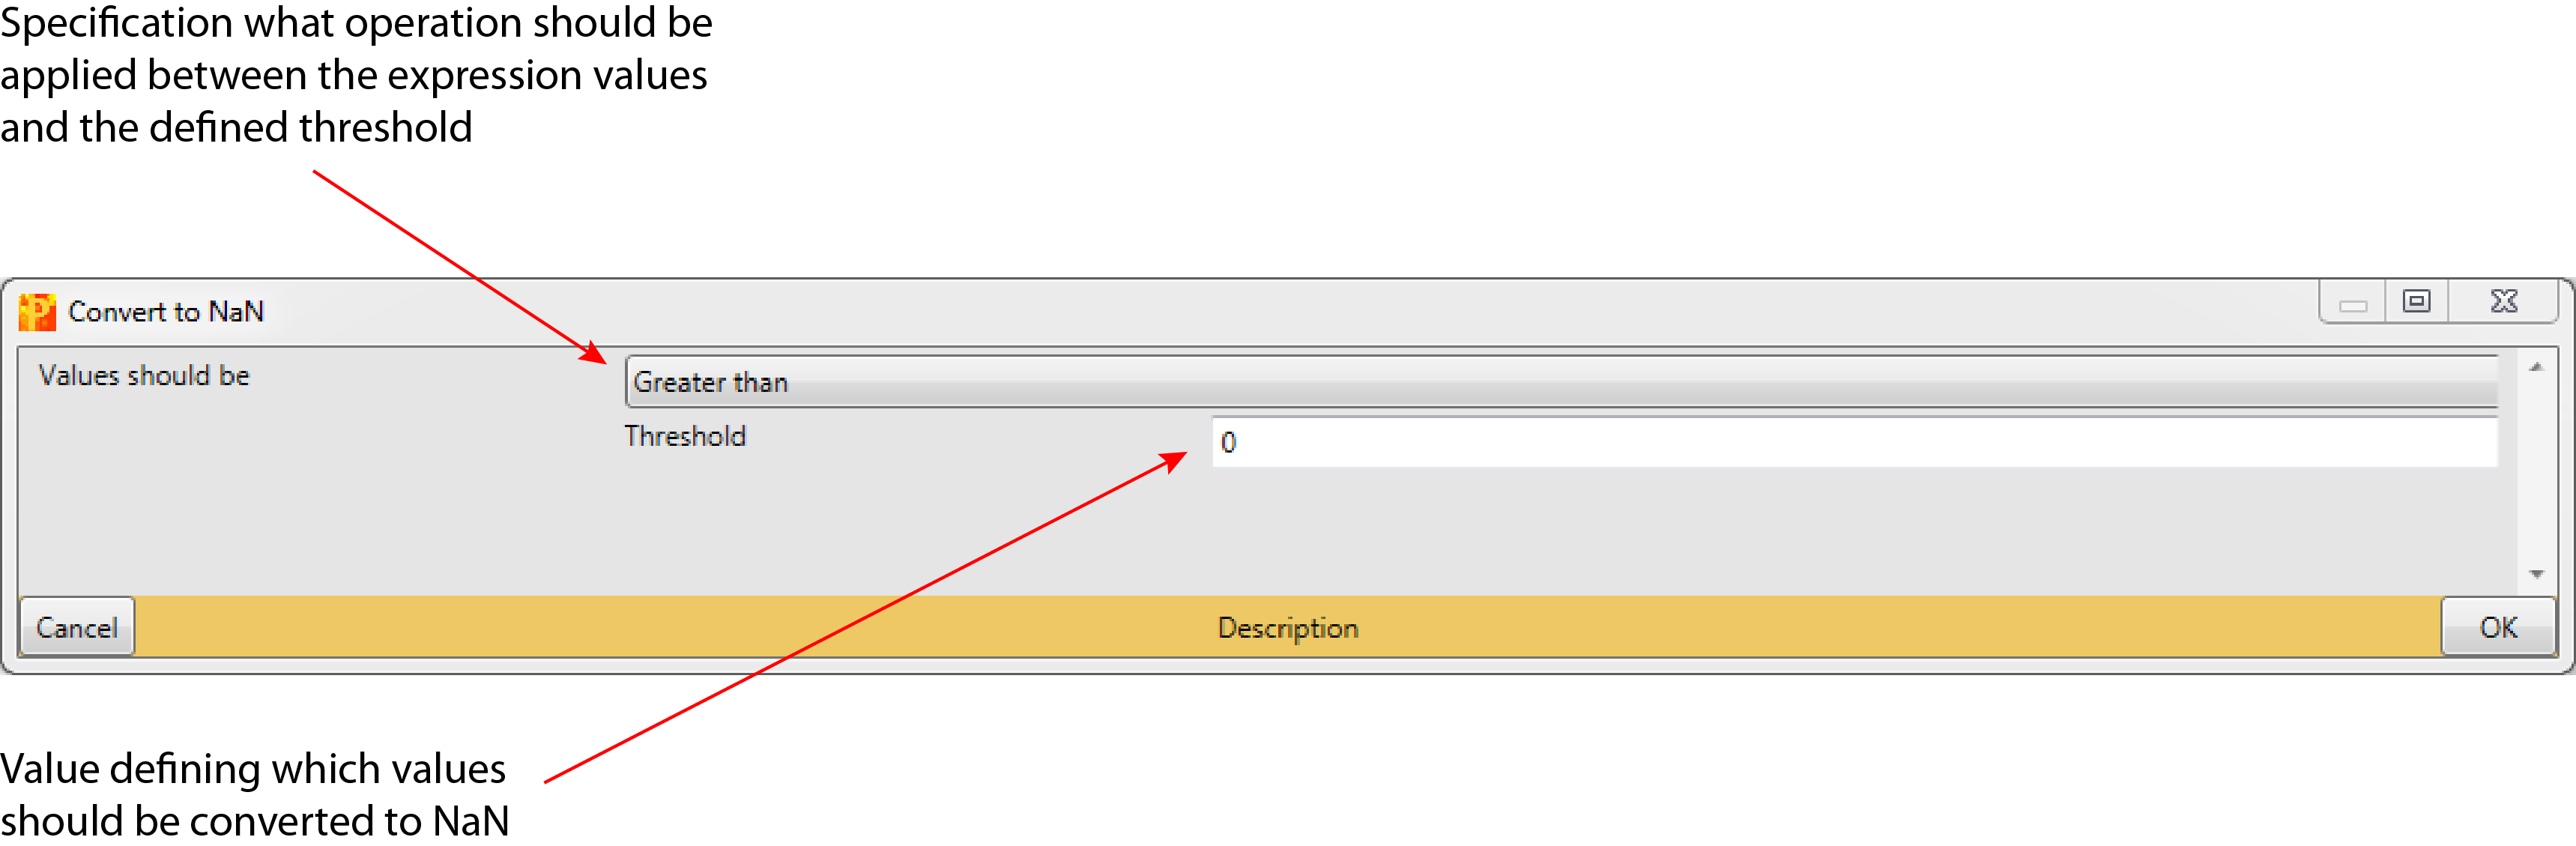 Specification what operation should be
applied between the expression values
and the defined threshold
P Convert to NaN
Values should be
Greater than
Threshold
0
Cancel
Description
OK
Value defining which values
should be converted to NaN